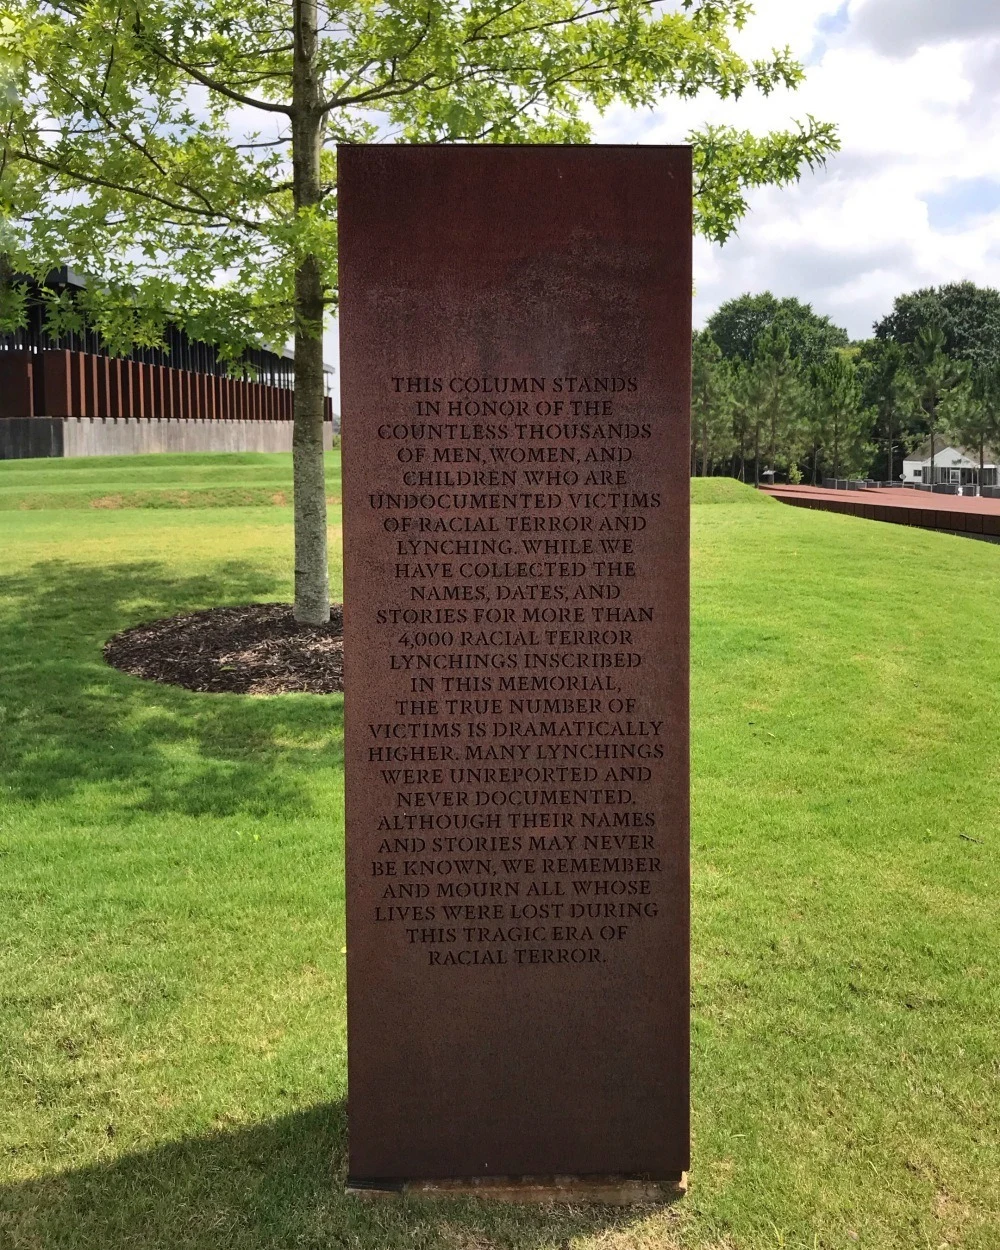 THIS COLUMN STANDS
IN HONOR OF THE
COUNTLESS THOUSANDS
OF MEN, WOMEN, AND
CHILDREN WHO ARE
UNDOCUMENTED VICTIMS
OF RACIAL TERROR AND
LYNCHING. WHILE WE
HAVE COLLECTED THE
NAMES, DATES, AND
STORIES FOR MORE THAN
4,000 RACIAL TERROR
LYNCHINGS INSCRIBED
IN THIS MEMORIAL,
THE TRUE NUMBER OF
VICTIMS IS DRAMATICALLY
HIGHER. MANY LYNCHINGS
WERE UNREPORTED AND
NEVER DOCUMENTED.
ALTHOUGH THEIR NAMES
AND STORIES MAY NEVER
BE KNOWN, WE REMEMBER
AND MOURN ALL WHOSE
LIVES WERE LOST DURING
THIS TRAGIC ERA OF
RACIAL TERROR.